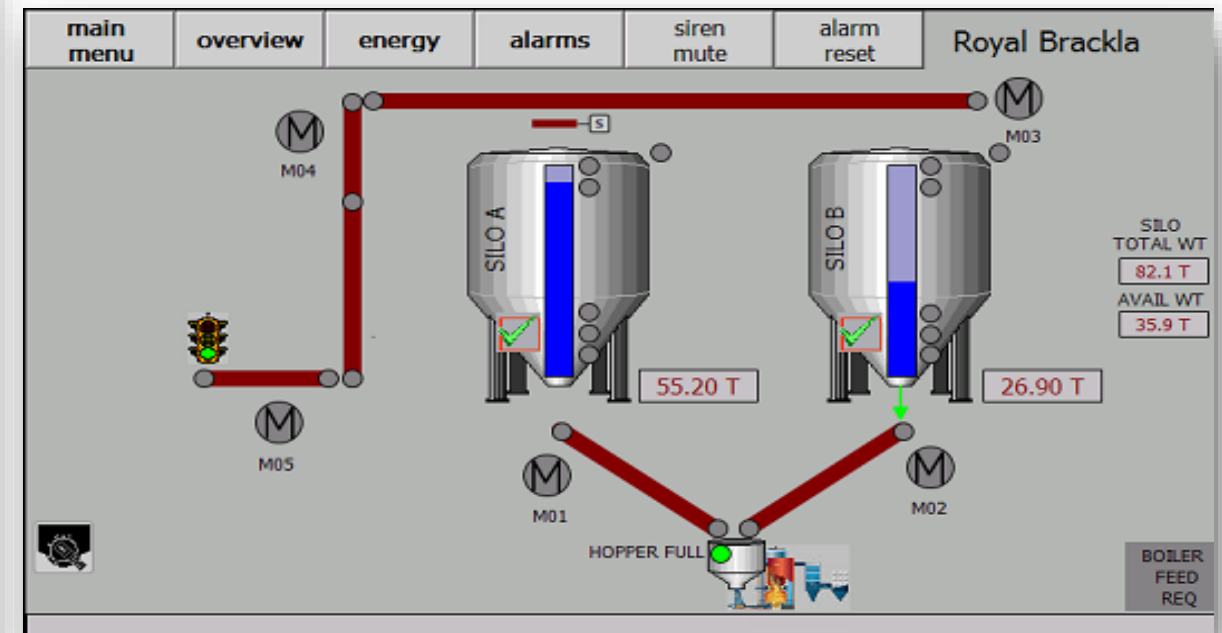 main
menu
overview
energy
alarms
siren
mute
alarm
reset
Royal Brackla
M
M04
S
M
M03
SILO A
SILO B
SILO
TOTAL WT
82.1 T
AVAIL WT
35.9 T
55.20 T
26.90 T
M
M05
M
M01
M
M02
HOPPER FULL
BOILER
FEED
REQ